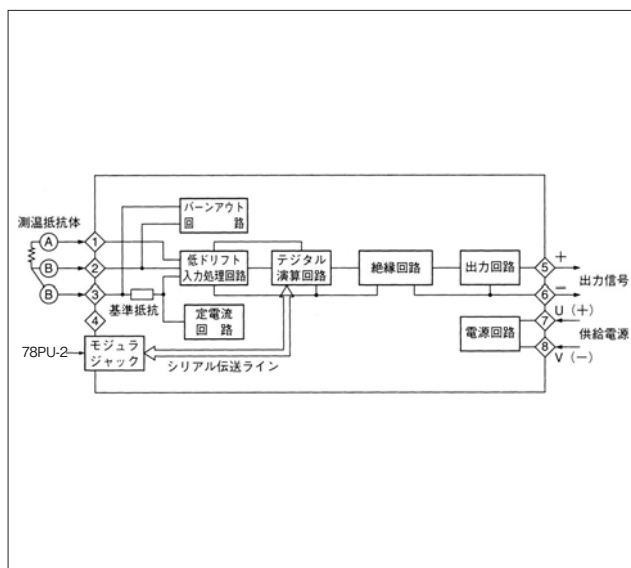 バーンアウト
回 路
測温抵抗体
A
B
B
1
2
3
4
低ドリフト
入力処理回路
テジタル
演算回路
絶縁回路
出力回路
5
+
6
−
出力信号
基準抵抗
定電流
回 路
電源回路
7
U(+)
8
V(−)
供給電源
78PU-2
モジュラ
ジャック
シリアル伝送ライン